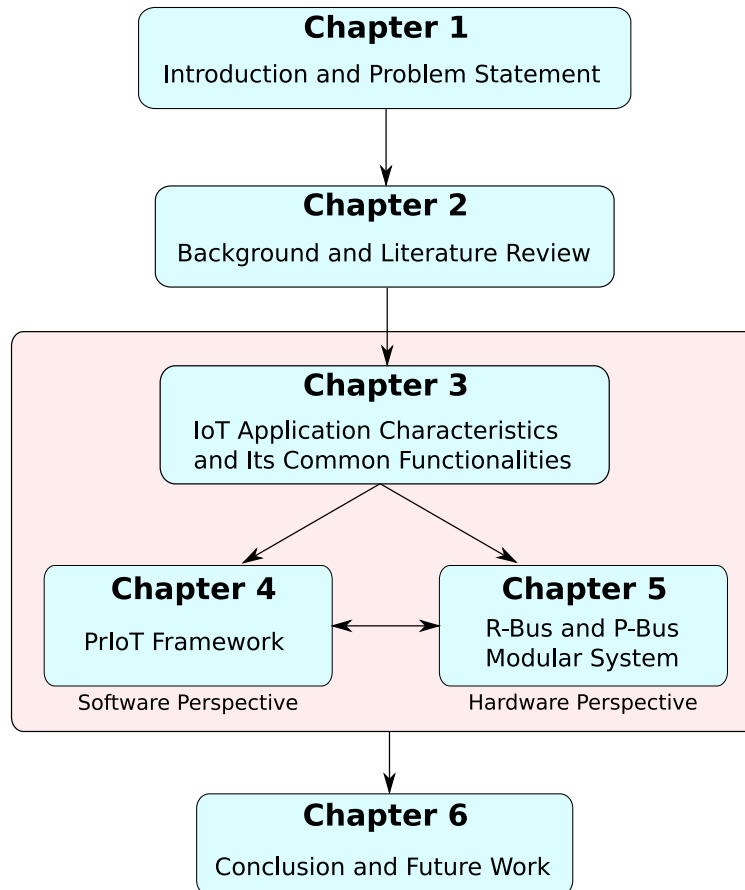 Chapter 1
Introduction and Problem Statement
Chapter 2
Background and Literature Review
Chapter 3
IoT Application Characteristics
and Its Common Functionalities
Chapter 4
PrIoT Framework
Software Perspective
Chapter 5
R-Bus and P-Bus
Modular System
Hardware Perspective
Chapter 6
Conclusion and Future Work